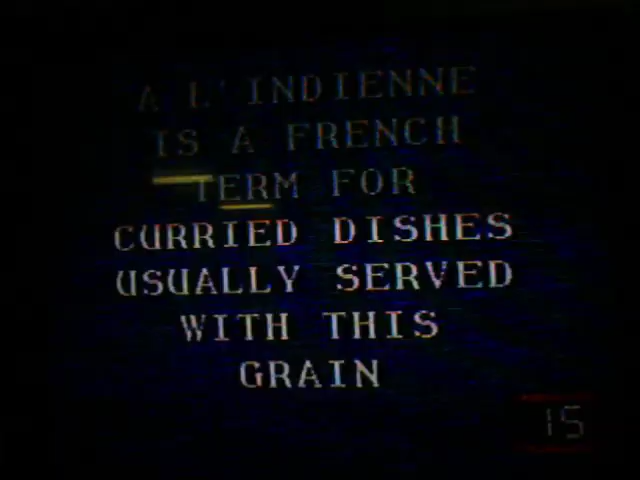 A L'INDIENNE
IS A FRENCH
TERM FOR
CURRIED DISHES
USUALLY SERVED
WITH THIS
GRAIN
15